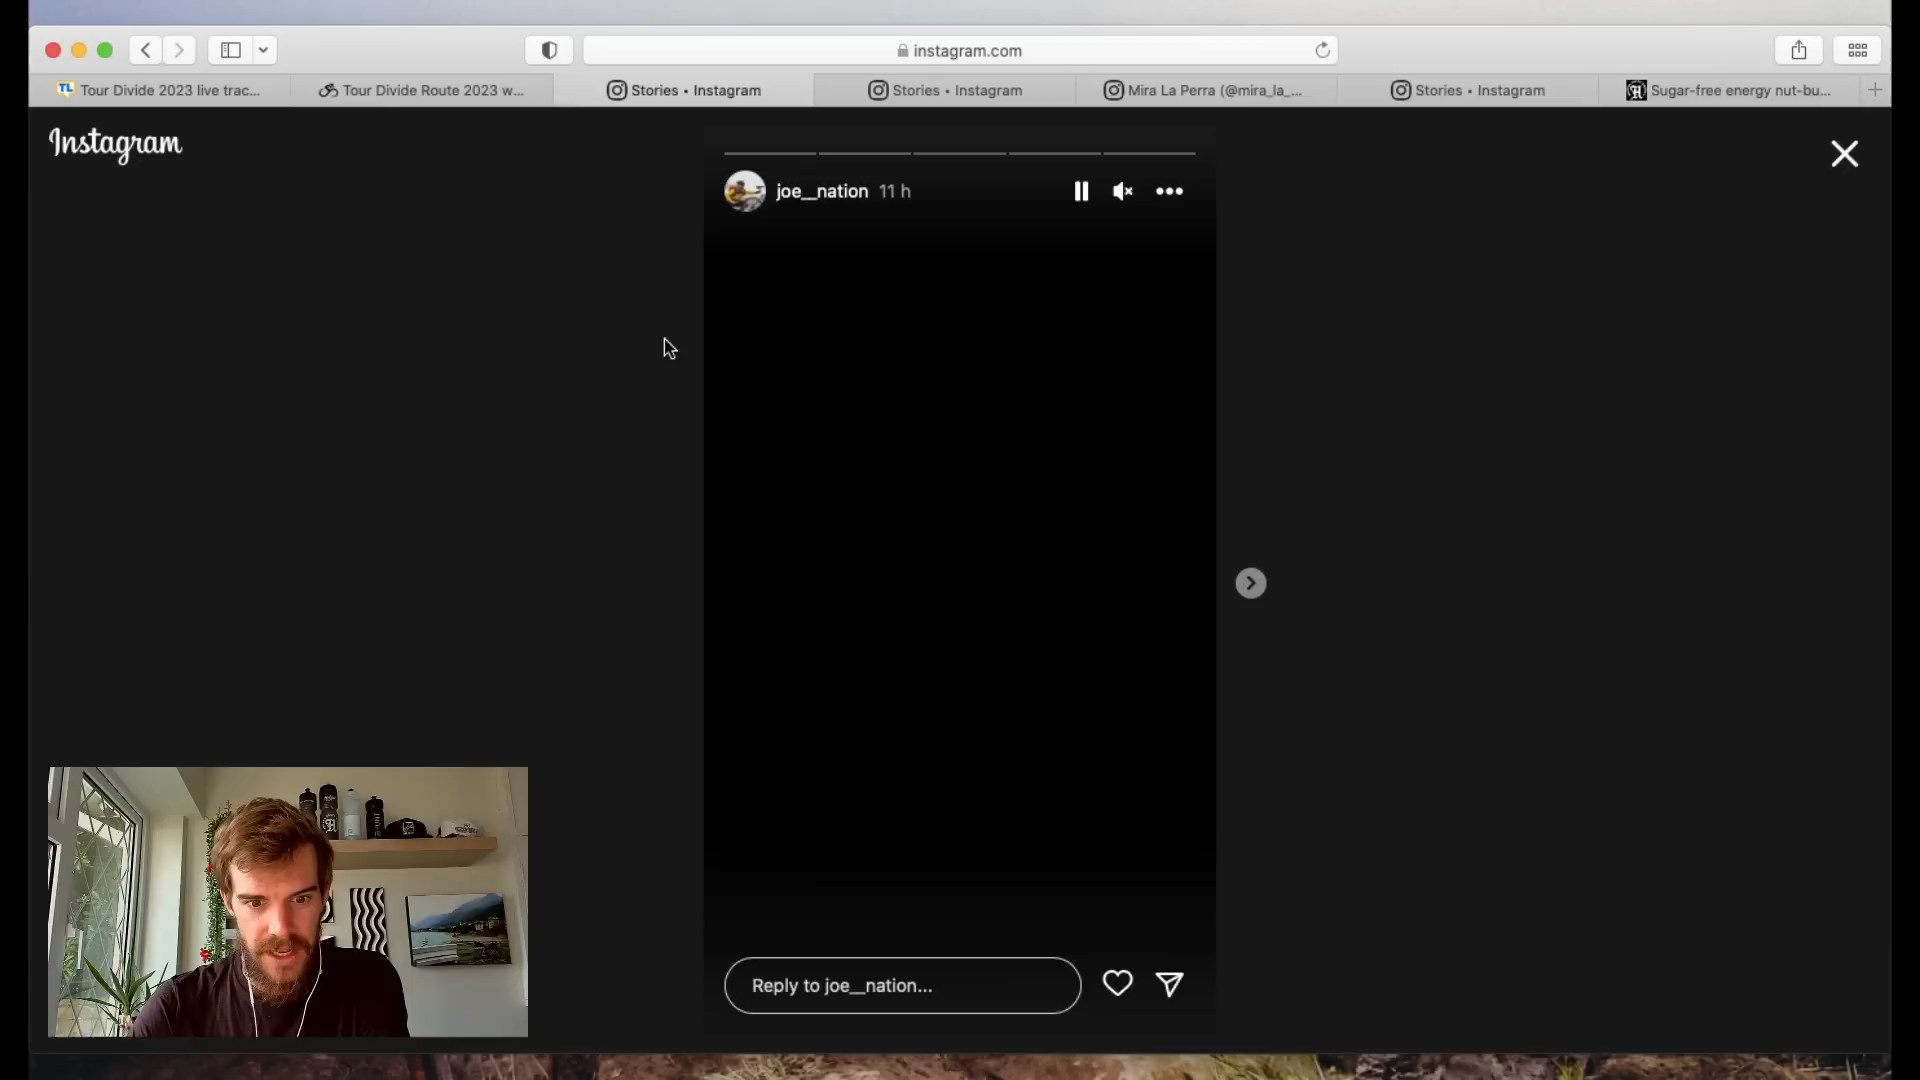 instagram.com
Tour Divide 2023 live trac...
Tour Divide Route 2023 w...
Stories • Instagram
Stories • Instagram
Mira La Perra (@mira_la_...
Stories • Instagram
Sugar-free energy nut-bu...
TL
Instagram
joe__nation 11 h
Reply to joe__nation...